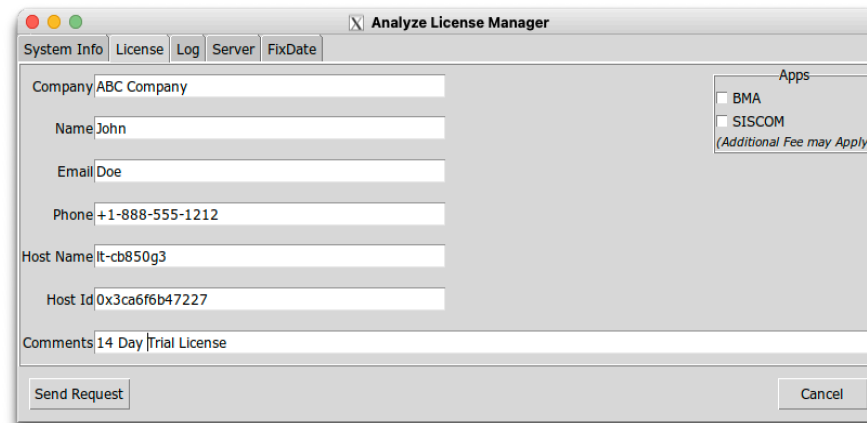 Analyze License Manager
System Info License Log Server FixDate
Company ABC Company
Apps
BMA
SISCOM
(Additional Fee may Apply
Name John
Email Doe
Phone +1-888-555-1212
Host Name lt-cb850g3
Host Id 0x3ca6f6b47227
Comments 14 Day Trial License
Send Request Cancel